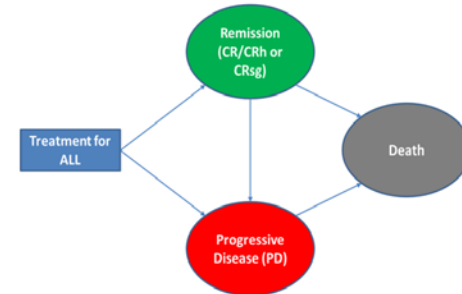 Remission
(CR/CRh or
CRsg)
Treatment for
ALL
Death
Progressive
Disease (PD)